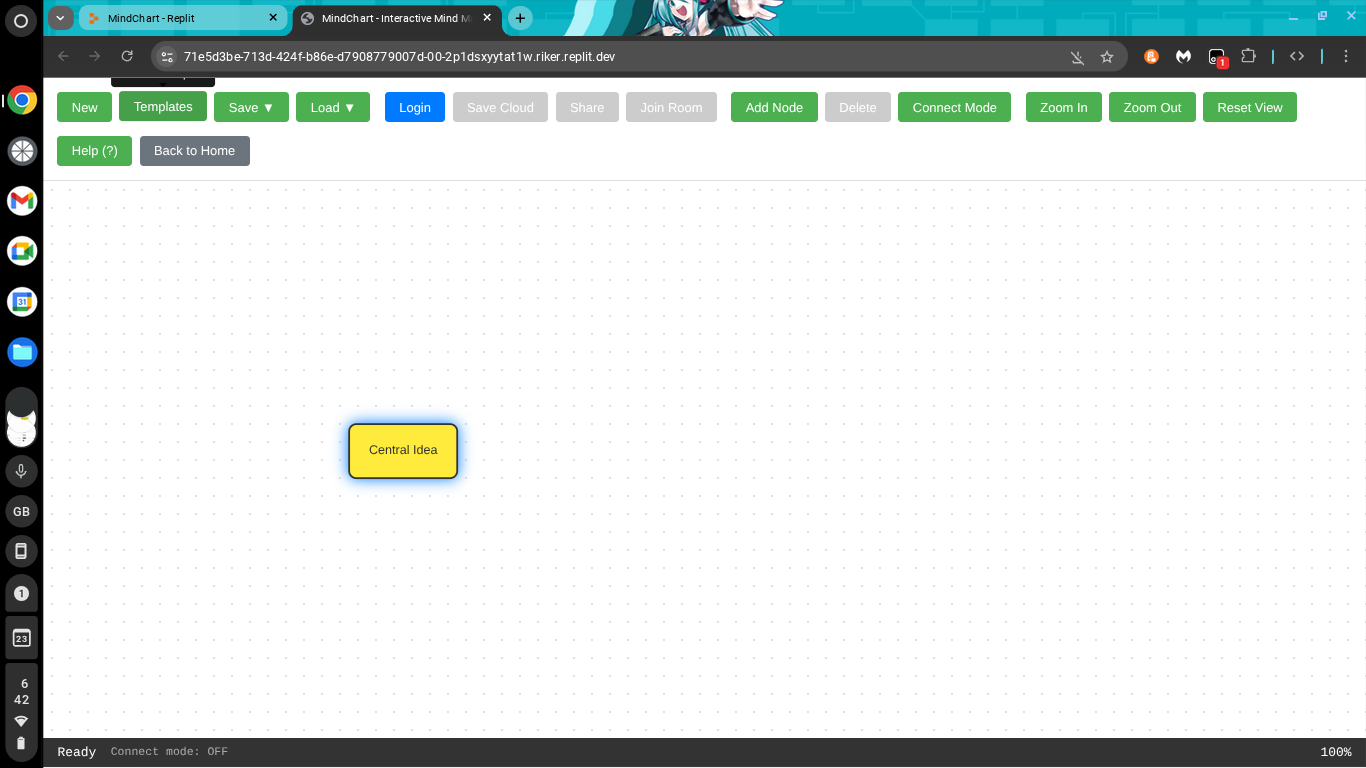 MindChart - Replit
MindChart - Interactive Mind M
71e5d3be-713d-424f-b86e-d7908779007d-00-2p1dsxyytat1w.riker.replit.dev
1
New
Templates
Save ▼
Load ▼
Login
Save Cloud
Share
Join Room
Add Node
Delete
Connect Mode
Zoom In
Zoom Out
Reset View
Help (?)
Back to Home
31
Central Idea
GB
1
23
6
42
Ready
Connect mode: OFF
100%